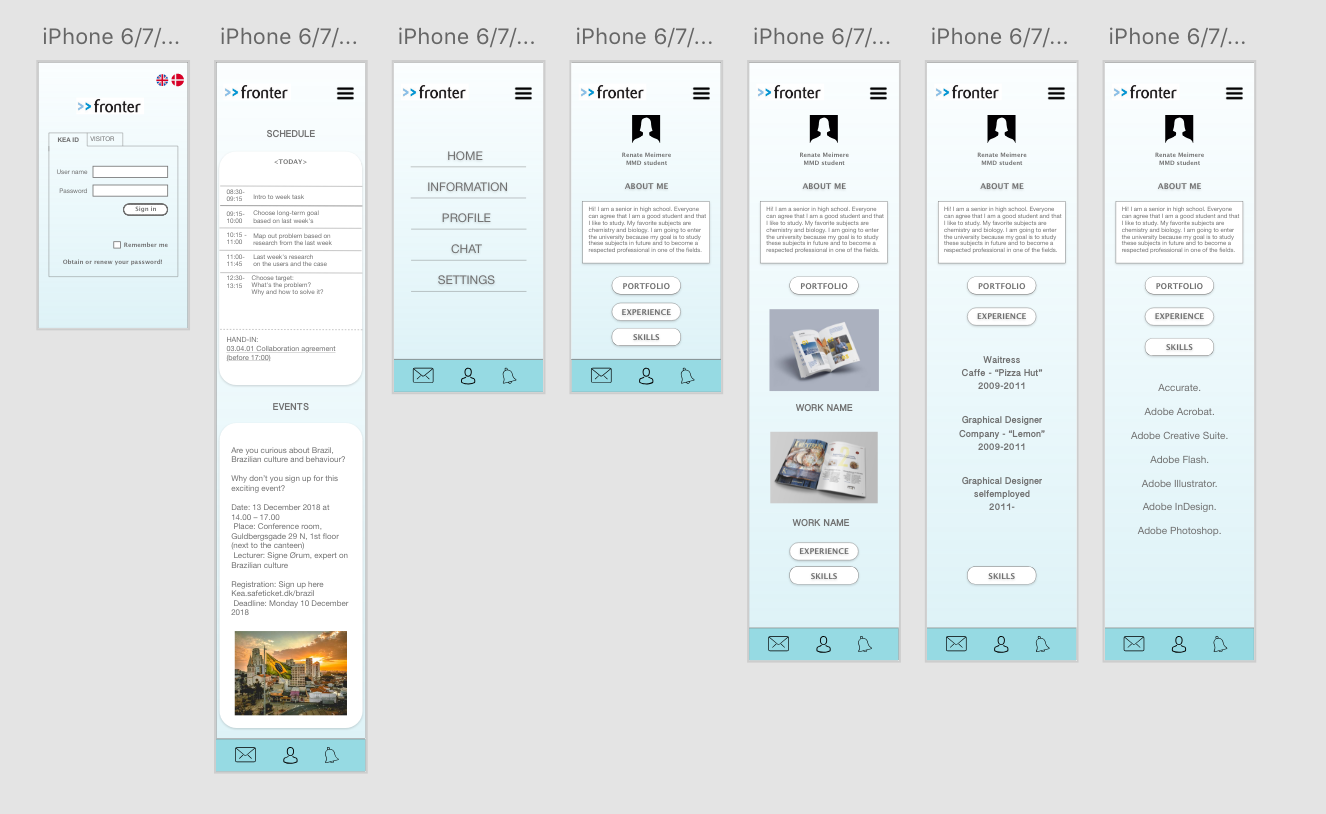 iPhone 6/7/...
iPhone 6/7/...
iPhone 6/7/...
iPhone 6/7/...
iPhone 6/7/...
iPhone 6/7/...
iPhone 6/7/...
>>fronter
KEA ID
VISITOR
User name
Password
Sign in
Remember me
Obtain or renew your password!
>>fronter
SCHEDULE
<TODAY>
08:30-
09:15
Intro to week task
09:15-
10:00
Choose long-term goal
based on last week's
10:15 -
11:00
Map out problem based on
research from the last week
11:00-
11:45
Last week's research
on the users and the case
12:30-
13:15
Choose target:
What's the problem?
Why and how to solve it?
HAND-IN:
03.04.01 Collaboration agreement
(before 17:00)
EVENTS
Are you curious about Brazil,
Brazilian culture and behaviour?
Why don't you sign up for this
exciting event?
Date: 13 December 2018 at
14.00 – 17.00
Place: Conference room,
Guldbergsgade 29 N, 1st floor
(next to the canteen)
Lecturer: Signe Ørum, expert on
Brazilian culture
Registration: Sign up here
Kea.safeticket.dk/brazil
Deadline: Monday 10 December
2018
>>fronter
HOME
INFORMATION
PROFILE
CHAT
SETTINGS
>>fronter
Renate Meimere
MMD student
ABOUT ME
Hi! I am a senior in high school. Everyone
can agree that I am a good student and that
I like to study. My favorite subjects are
chemistry and biology. I am going to enter
the university because my goal is to study
these subjects in future and to become a
respected professional in one of the fields.
PORTFOLIO
EXPERIENCE
SKILLS
>>fronter
Renate Meimere
MMD student
ABOUT ME
Hi! I am a senior in high school. Everyone
can agree that I am a good student and that
I like to study. My favorite subjects are
chemistry and biology. I am going to enter
the university because my goal is to study
these subjects in future and to become a
respected professional in one of the fields.
PORTFOLIO
WORK NAME
WORK NAME
EXPERIENCE
SKILLS
>>fronter
Renate Meimere
MMD student
ABOUT ME
Hi! I am a senior in high school. Everyone
can agree that I am a good student and that
I like to study. My favorite subjects are
chemistry and biology. I am going to enter
the university because my goal is to study
these subjects in future and to become a
respected professional in one of the fields.
PORTFOLIO
EXPERIENCE
Waitress
Caffe - “Pizza Hut”
2009-2011
Graphical Designer
Company - “Lemon”
2009-2011
Graphical Designer
selfemployed
2011-
SKILLS
>>fronter
Renate Meimere
MMD student
ABOUT ME
Hi! I am a senior in high school. Everyone
can agree that I am a good student and that
I like to study. My favorite subjects are
chemistry and biology. I am going to enter
the university because my goal is to study
these subjects in future and to become a
respected professional in one of the fields.
PORTFOLIO
EXPERIENCE
SKILLS
Accurate.
Adobe Acrobat.
Adobe Creative Suite.
Adobe Flash.
Adobe Illustrator.
Adobe InDesign.
Adobe Photoshop.